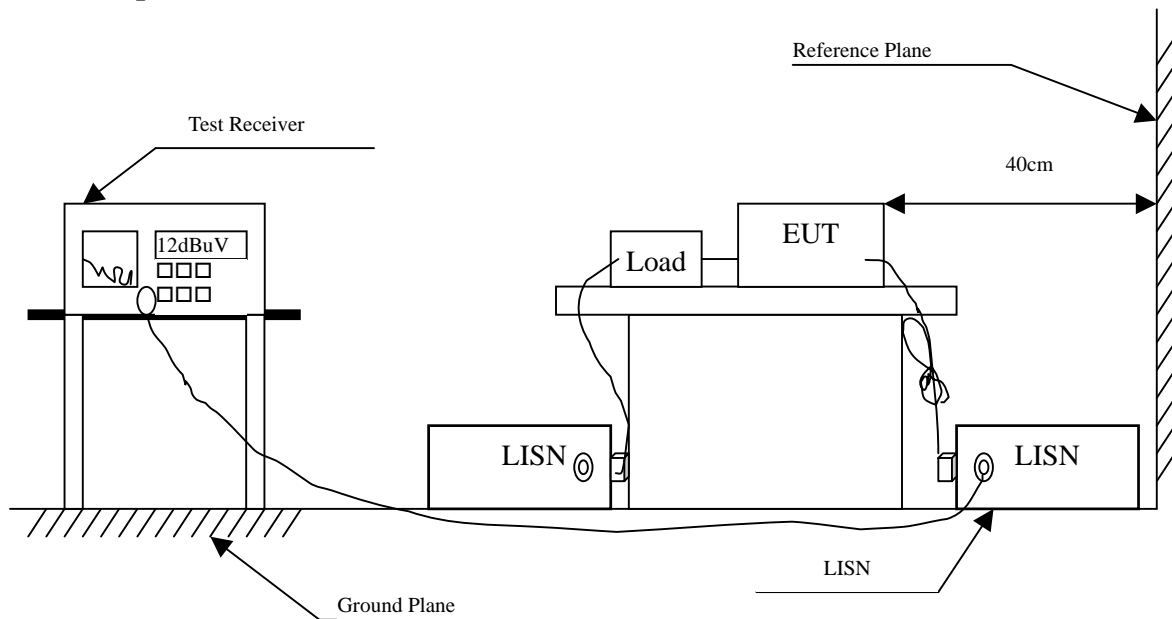 Reference Plane
Test Receiver
40cm
12dBuV
EUT
Load
LISN
LISN
LISN
Ground Plane